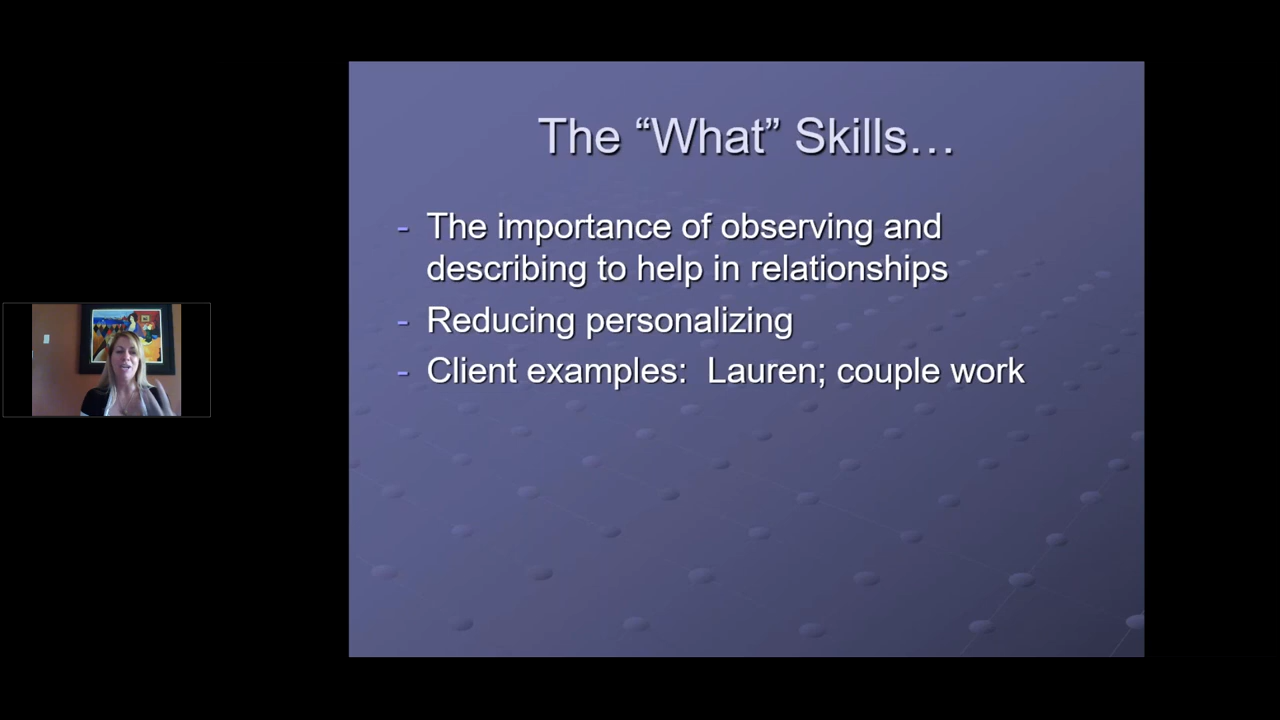 The “What” Skills…
- The importance of observing and
describing to help in relationships
- Reducing personalizing
- Client examples:  Lauren; couple work